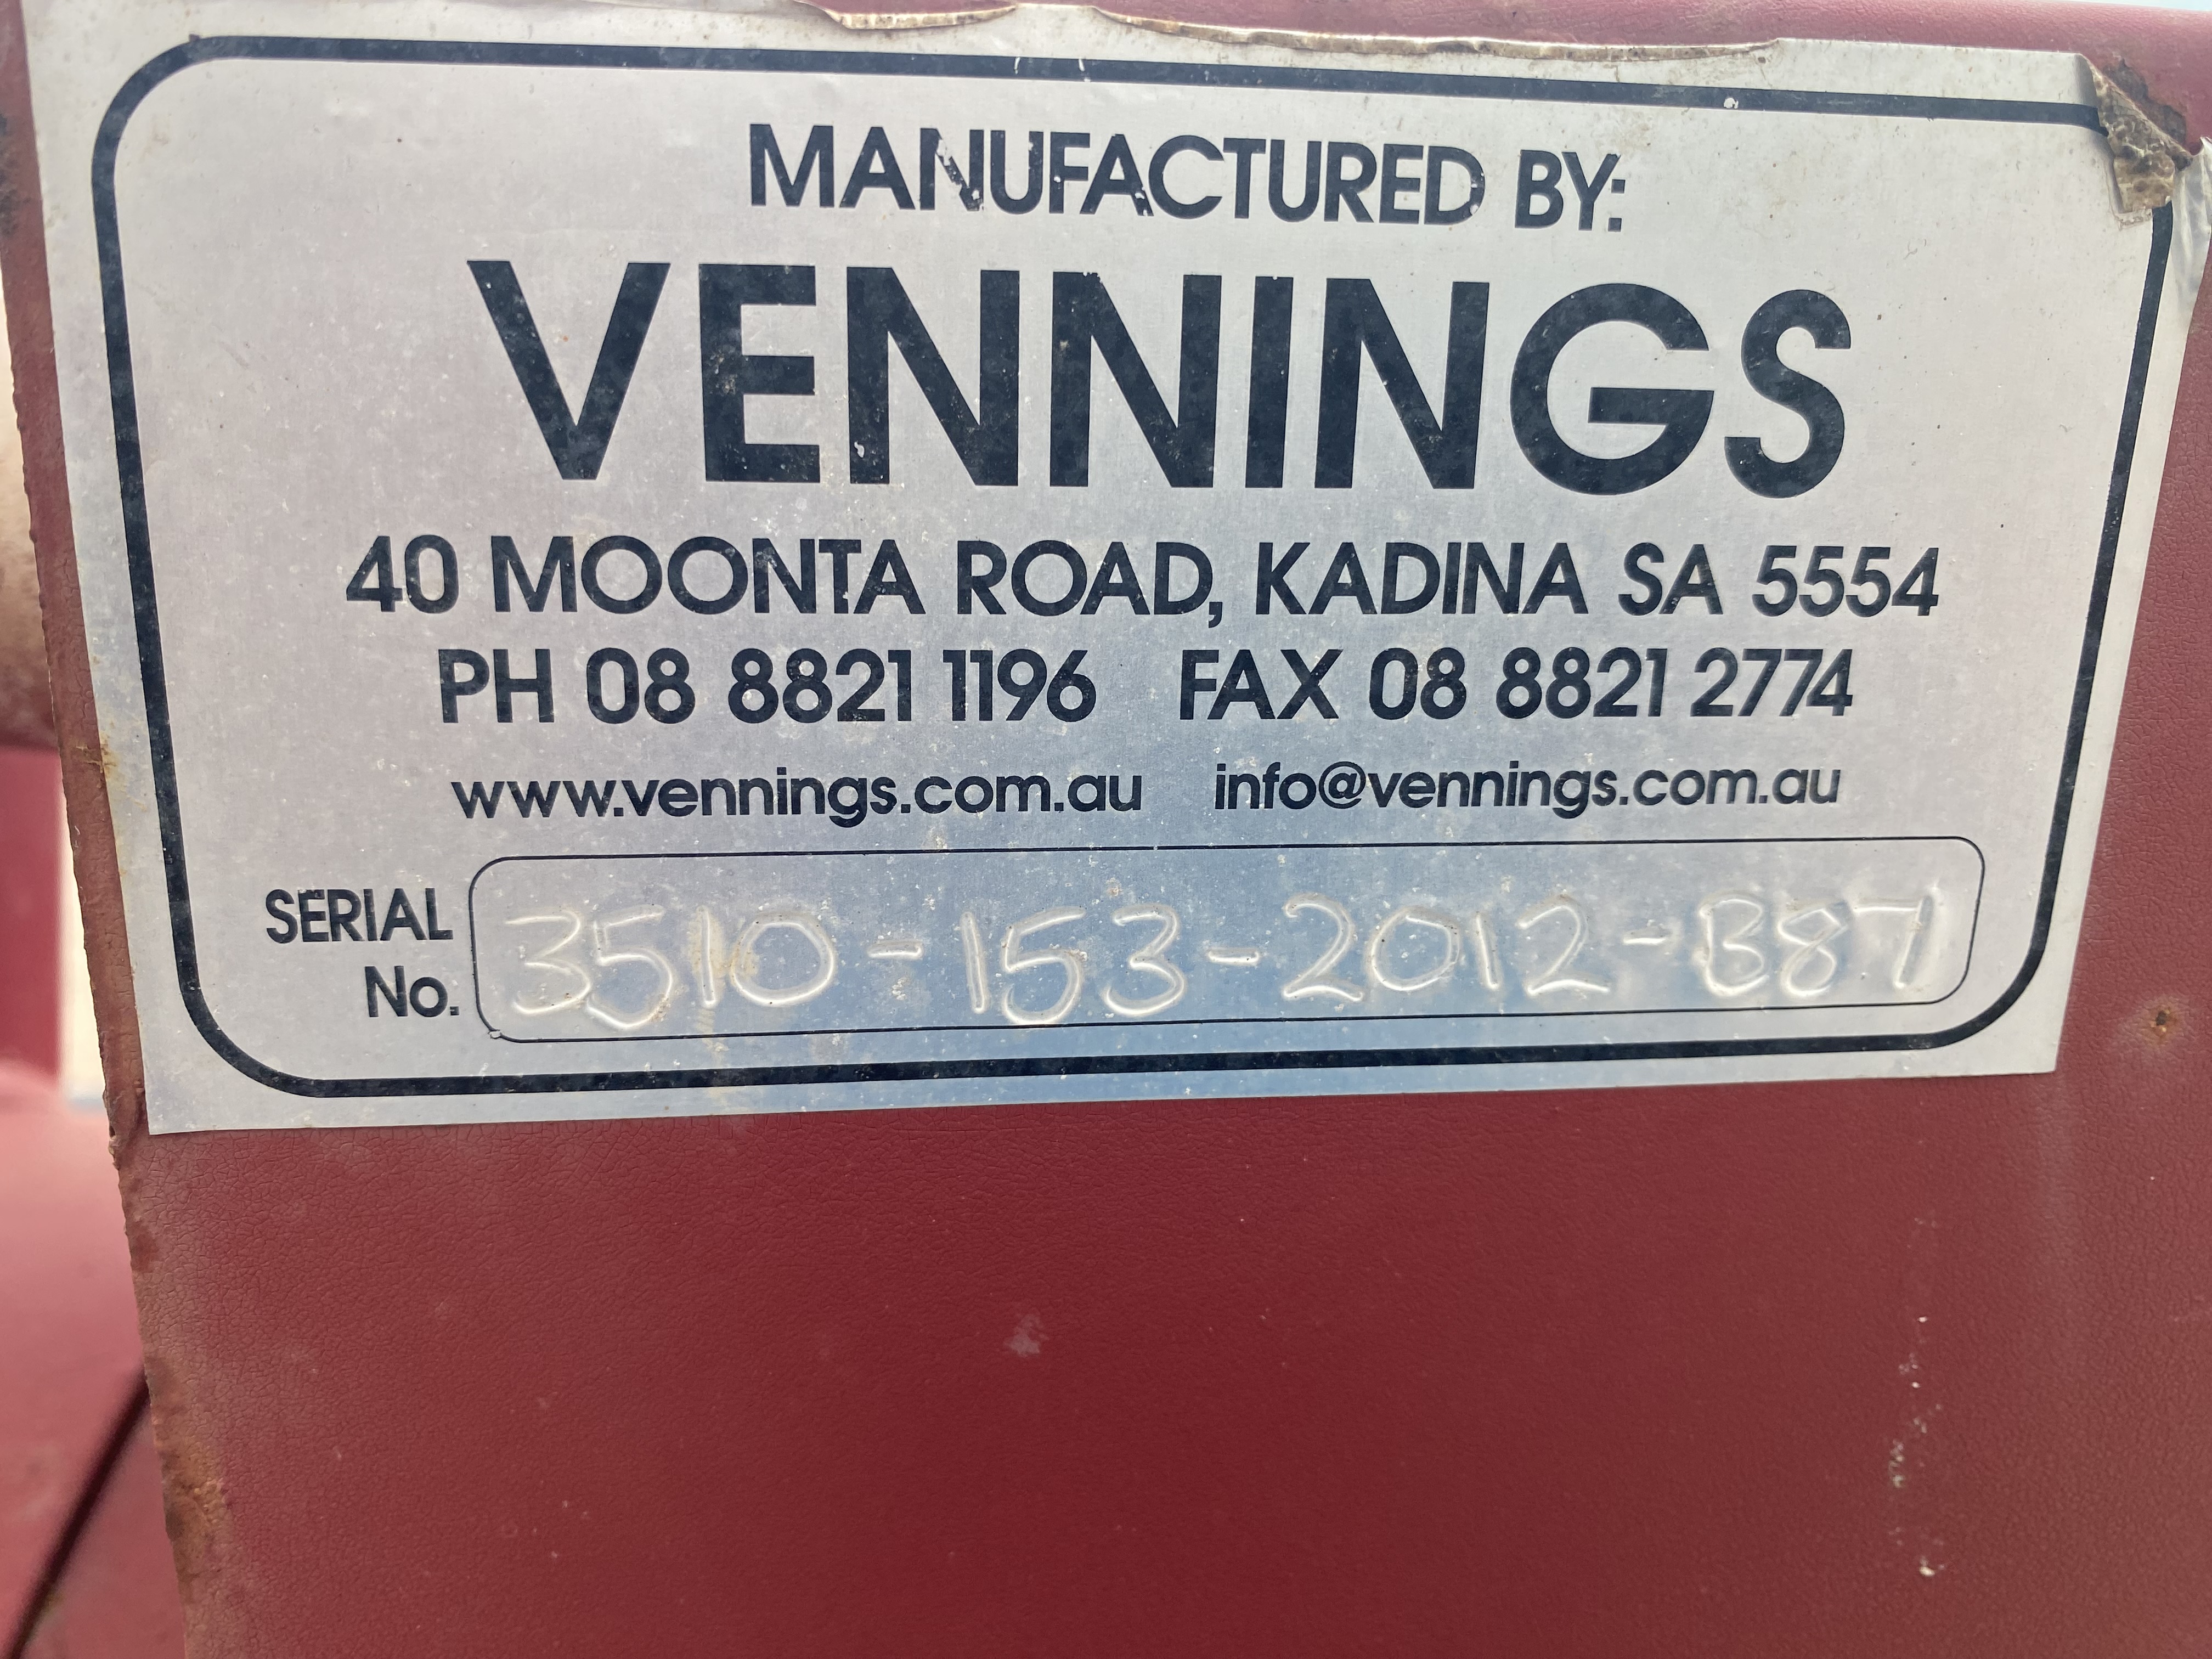 MANUFACTURED BY:
VENNINGS
40 MOONTA ROAD, KADINA SA 5554
PH 08 8821 1196 FAX 08 8821 2774
www.vennings.com.au info@vennings.com.au
SERIAL No. 3510-153-2012-B87